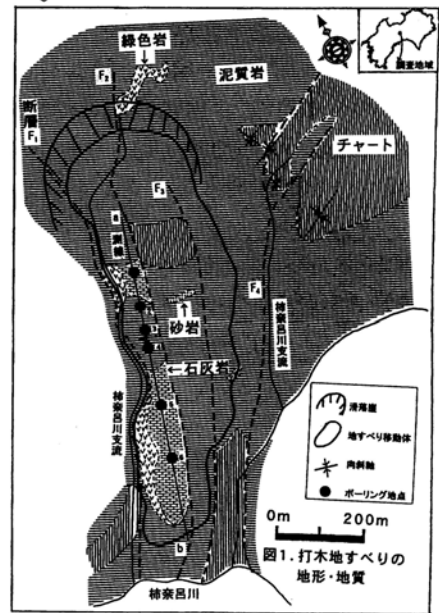 調査地域
緑色岩
泥質岩
F₂
断層
F₁
チャート
F₃
a
測線
F₄
砂岩
石灰岩
柿奈呂川支流
柿奈呂川支流
5
6
b
柿奈呂川
滑落崖
地すべり移動体
向斜軸
ボーリング地点
0m 200m
図1.打木地すべりの
地形・地質